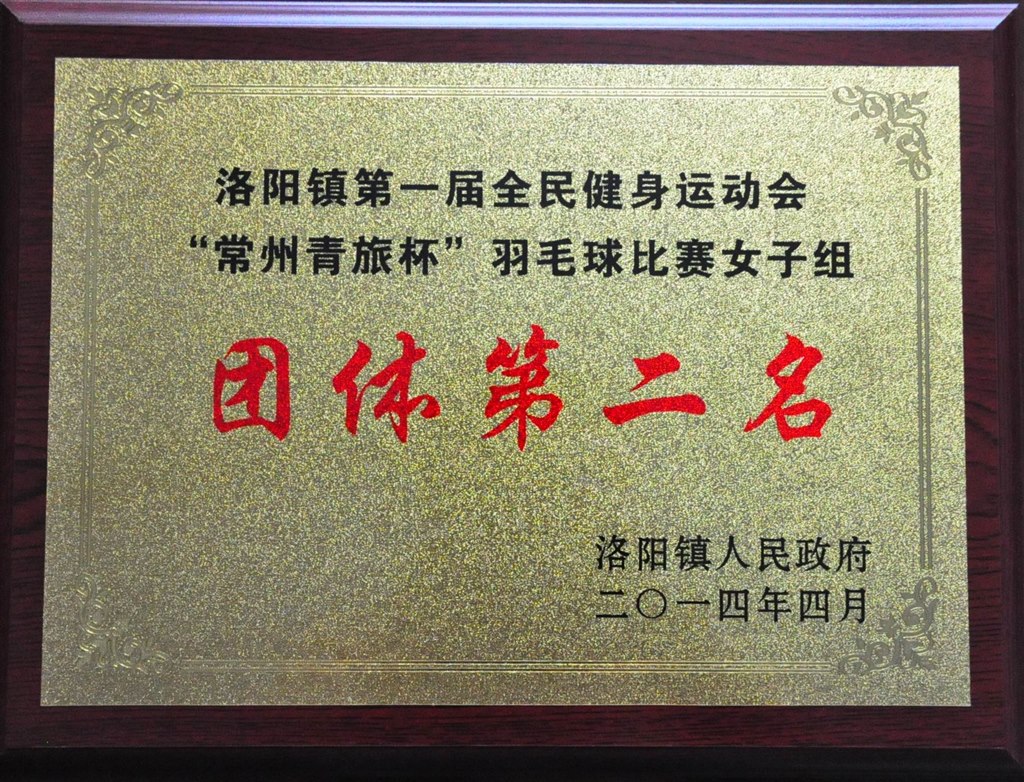 洛阳镇第一届全民健身运动会
“常州青旅杯”羽毛球比赛女子组
团体第二名
洛阳镇人民政府
二〇一四年四月